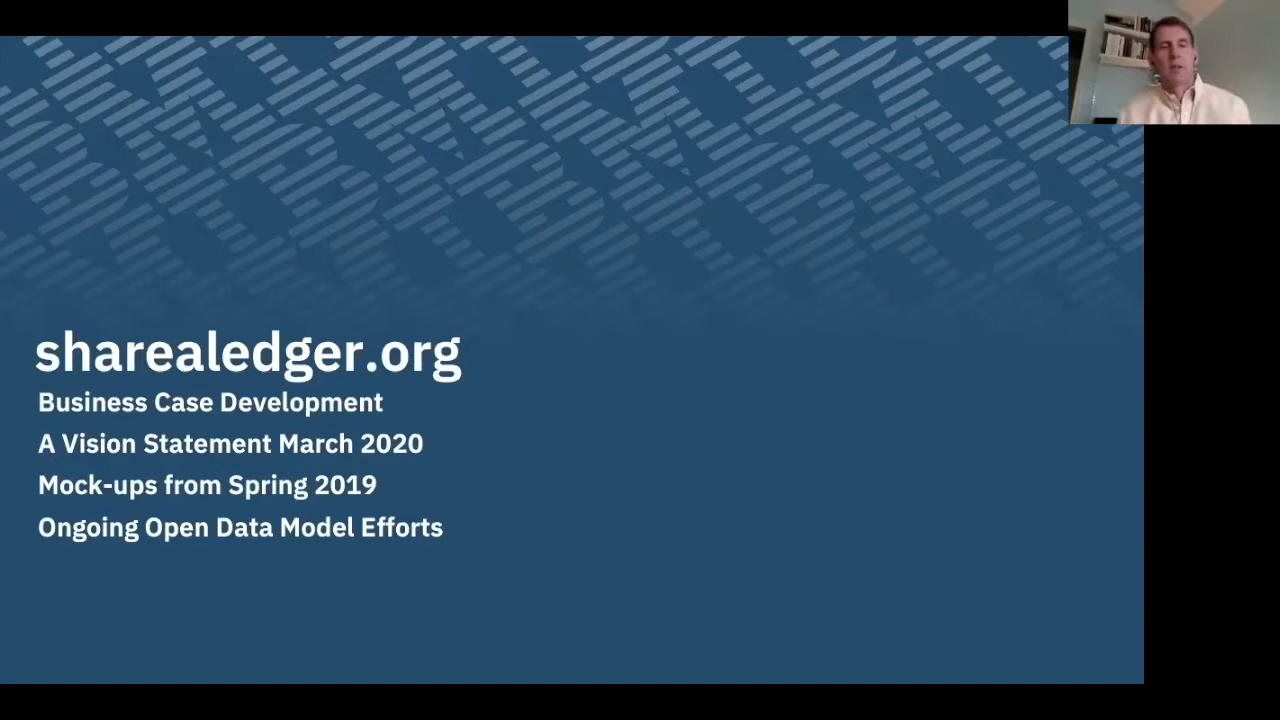 sharealedger.org
Business Case Development
A Vision Statement March 2020
Mock-ups from Spring 2019
Ongoing Open Data Model Efforts